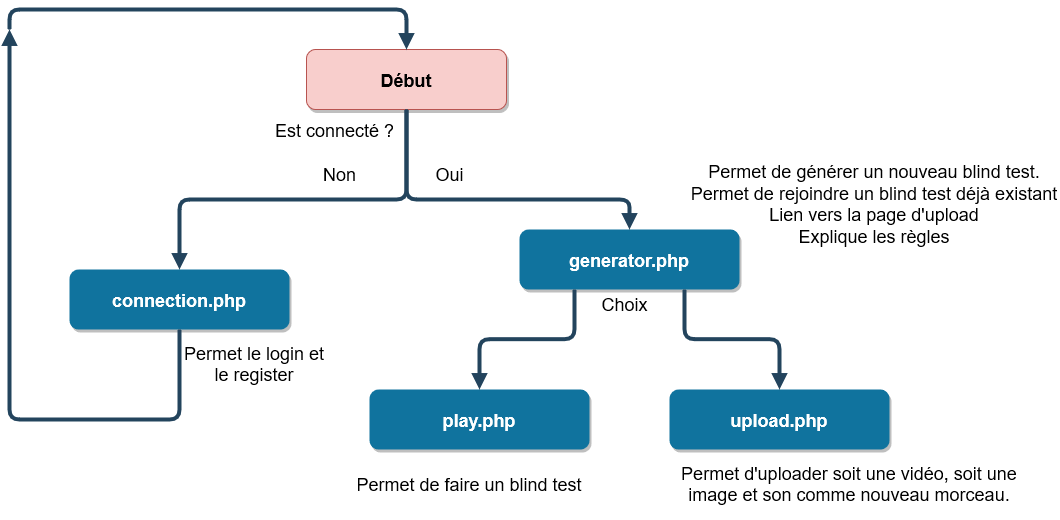 Début
Est connecté ?
Non
Oui
Permet de générer un nouveau blind test.
Permet de rejoindre un blind test déjà existant
Lien vers la page d'upload
Explique les règles
generator.php
connection.php
Choix
Permet le login et
le register
play.php
upload.php
Permet de faire un blind test
Permet d'uploader soit une vidéo, soit une
image et son comme nouveau morceau.